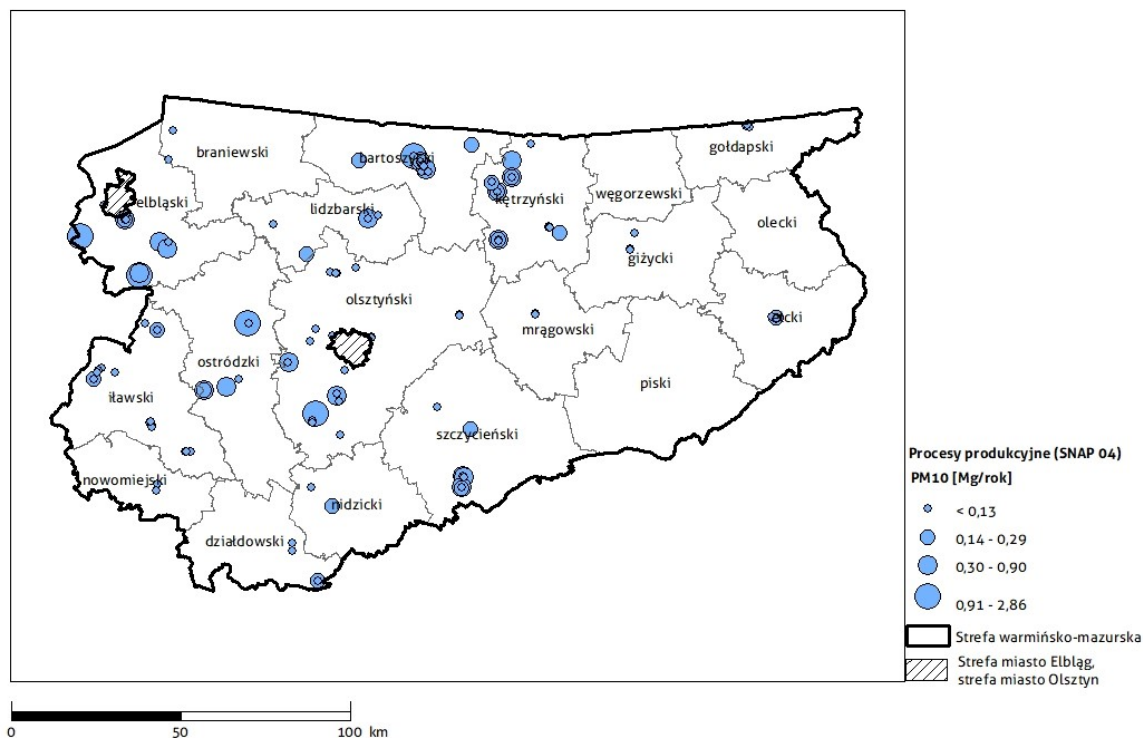 braniewski
bartoszycki
gołdapski
elbląski
lidzbarski
kętrzyński
węgorzewski
olecki
giżycki
olsztyński
mrągowski
ełcki
ostródzki
piski
iławski
szczycieński
nowomiejski
nidzicki
działdowski
Procesy produkcyjne (SNAP 04)
PM10 [Mg/rok]
< 0,13
0,14 - 0,29
0,30 - 0,90
0,91 - 2,86
Strefa warmińsko-mazurska
Strefa miasto Elbląg,
strefa miasto Olsztyn
0 50 100 km